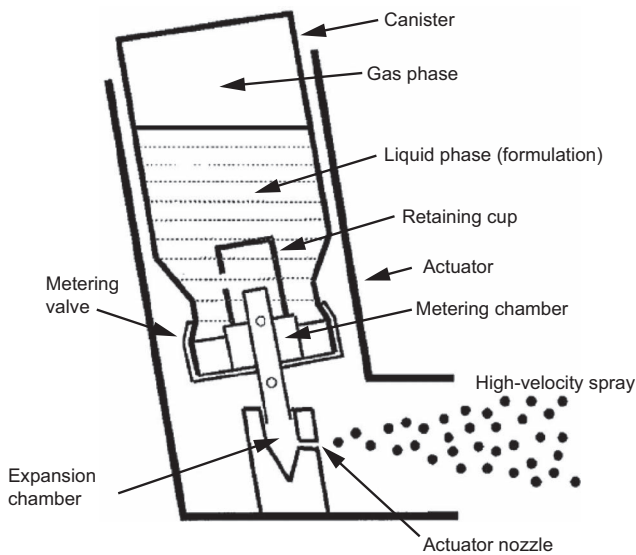 Canister
Gas phase
Liquid phase (formulation)
Retaining cup
Actuator
Metering
valve
Metering chamber
High-velocity spray
Expansion
chamber
Actuator nozzle